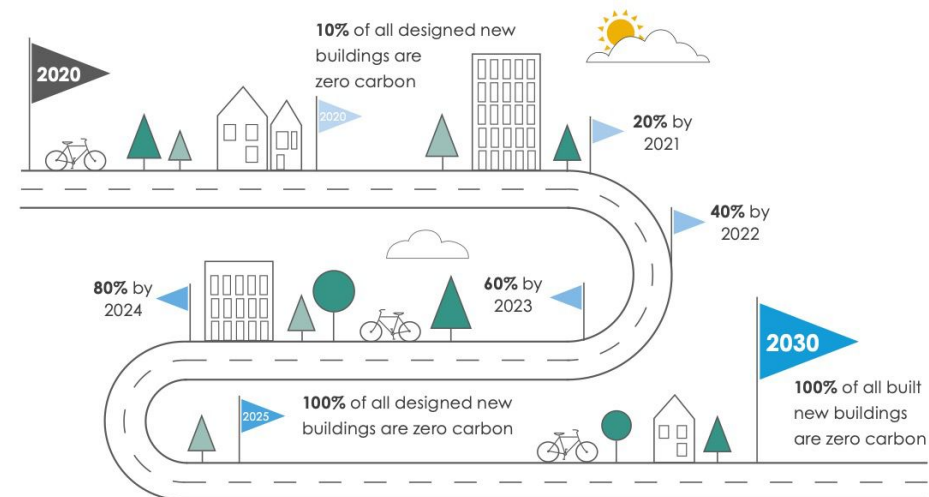 2020
10% of all designed new
buildings are
zero carbon
2020
20% by
2021
40% by
2022
60% by
2023
80% by
2024
2025
100% of all designed new
buildings are zero carbon
2030
100% of all built
new buildings
are zero carbon